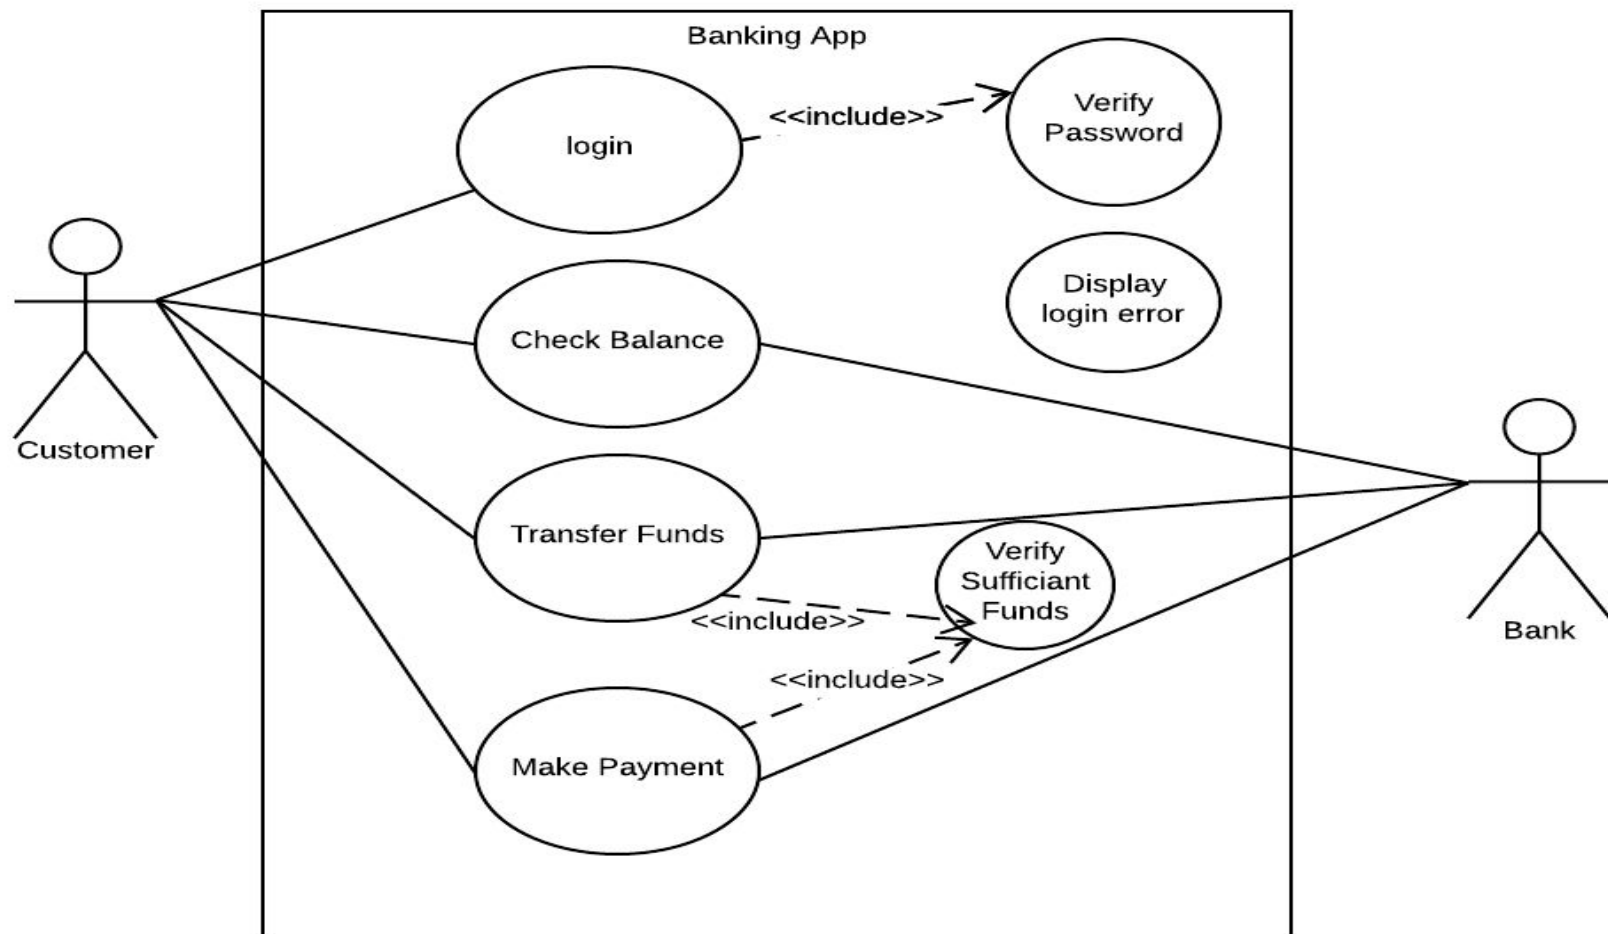 Banking App
login
<<include>>
Verify
Password
Display
login error
Check Balance
Customer
Transfer Funds
Verify
Sufficiant
Funds
<<include>>
<<include>>
Make Payment
Bank